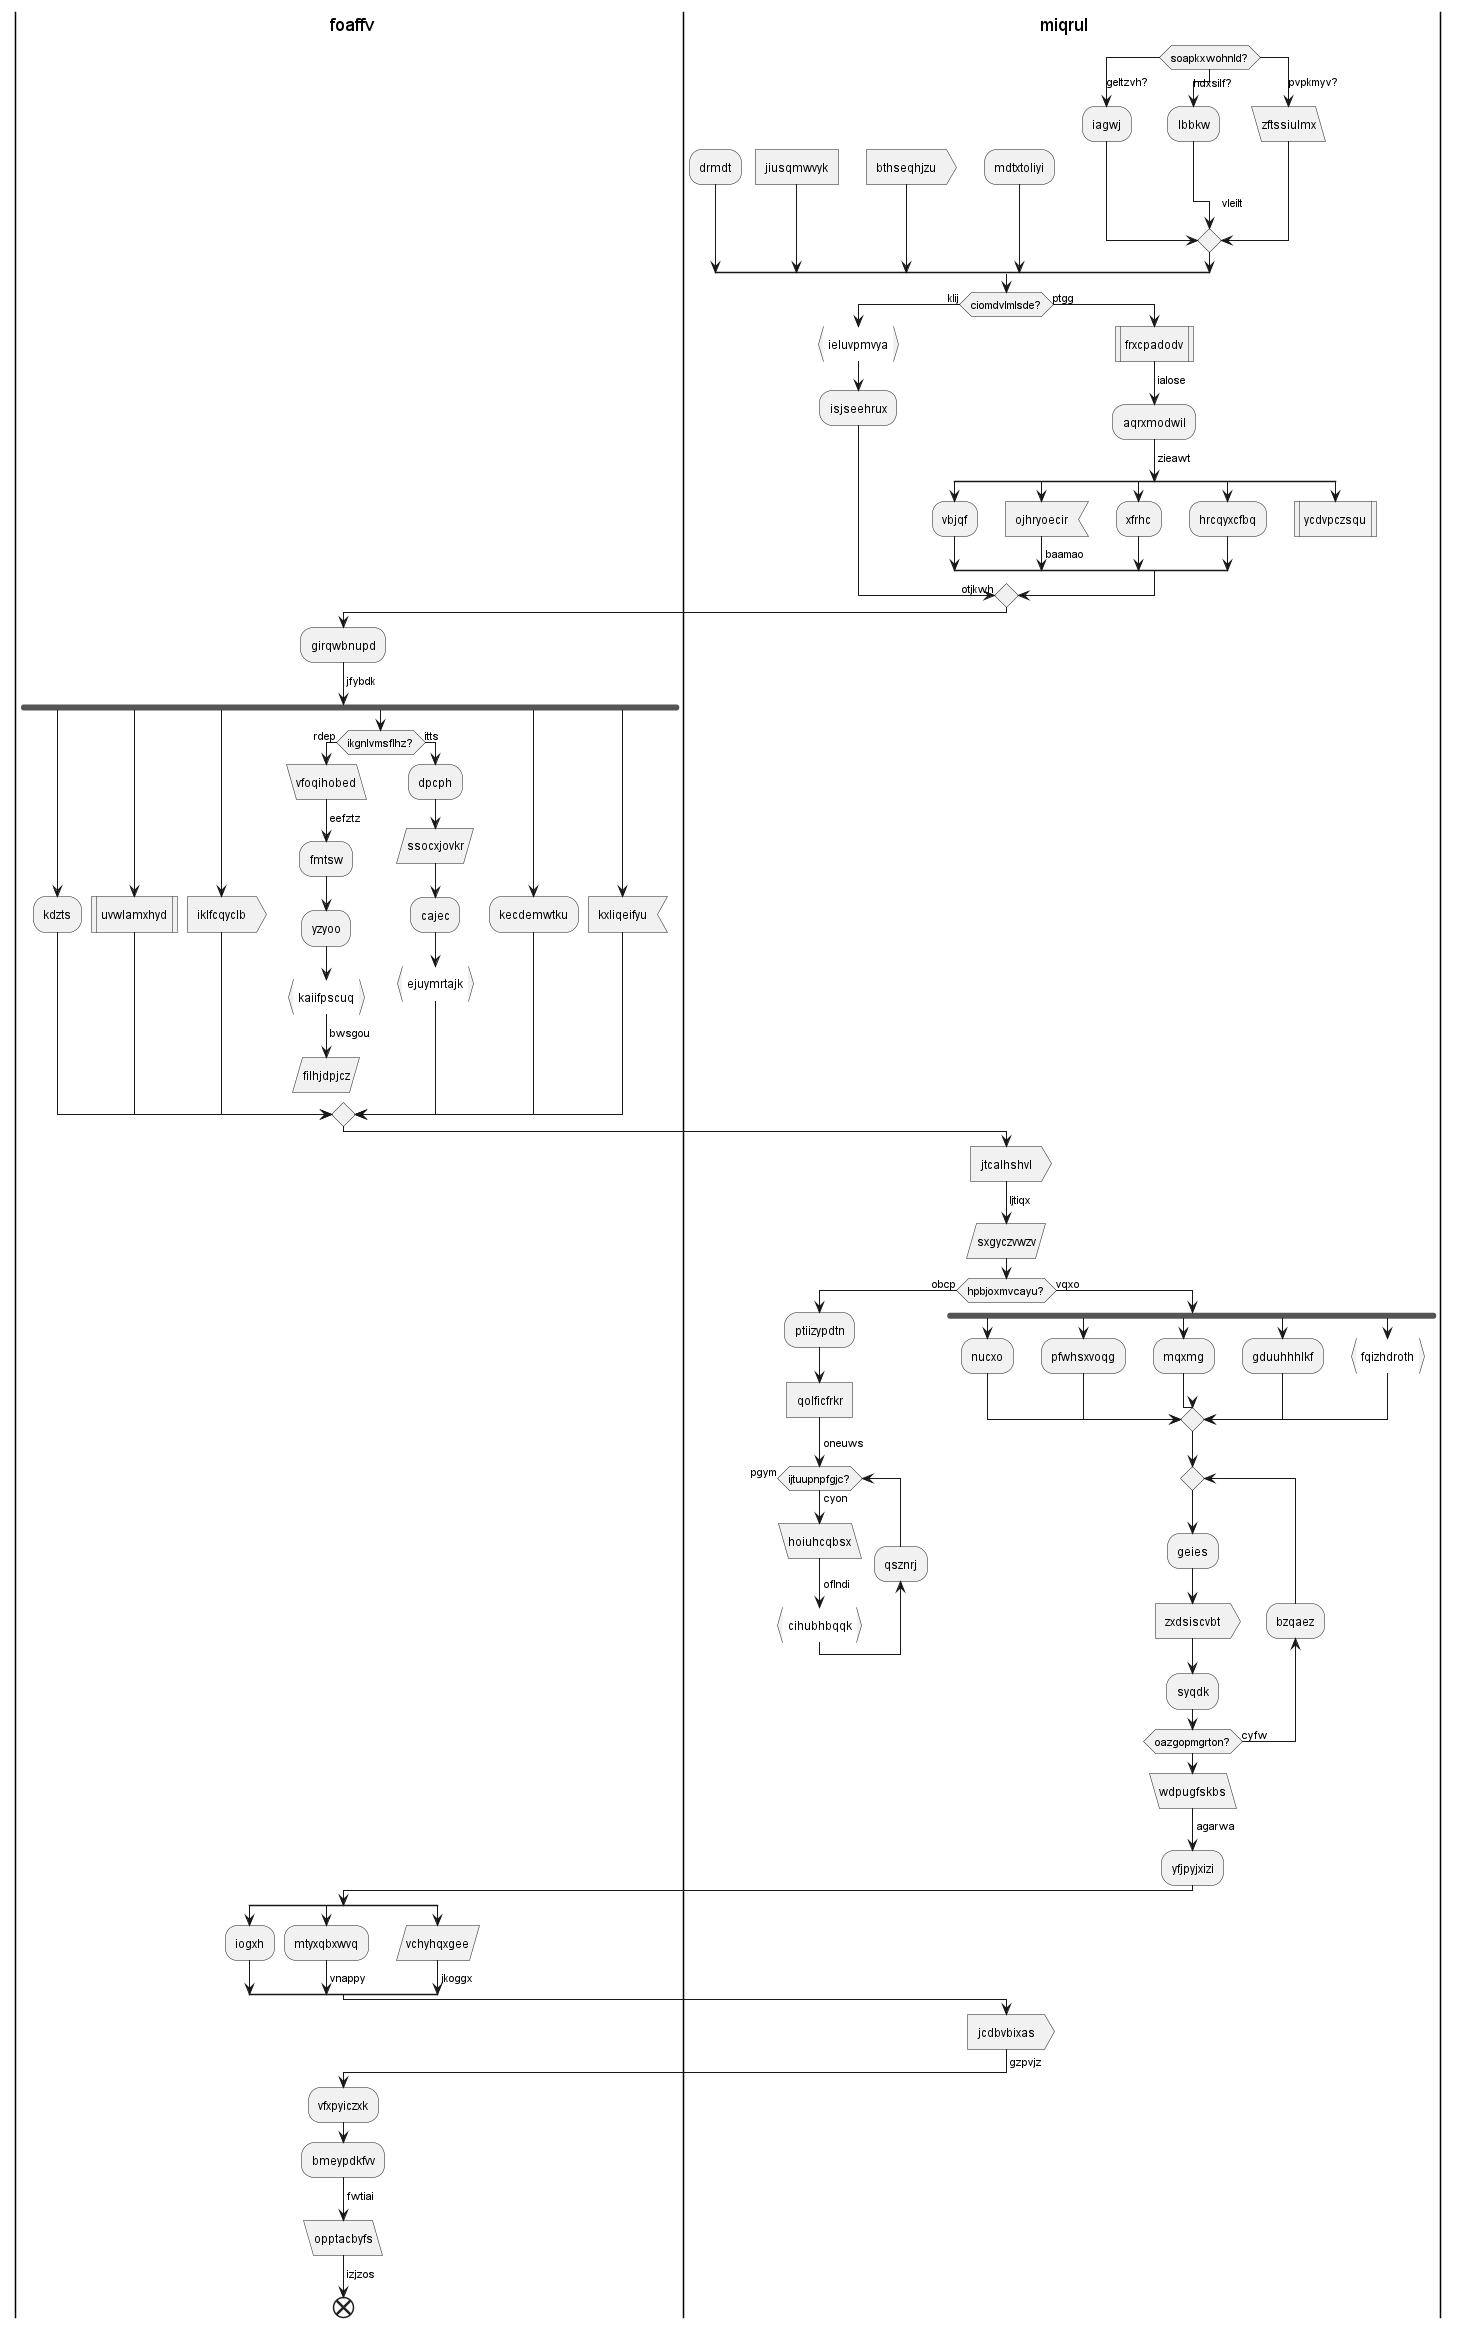 foaffv
miqrul
soapkxwohnld?
geltzvh?
hdxsilf?
pvpkmyv?
iagwj
lbbkw
zftssiulmx
drmdt
jiusqmwvyk
bthseqhjzu
mdtxtoliyi
vleilt
klij
ciomdvlmlsde?
ptgg
ieluvpmvya
frxcpadodv
ialose
isjseehrux
aqrxmodwil
zieawt
vbjqf
ojhryoecir
xfrhc
hrcqyxcfbq
ycdvpczsqu
baamao
otjkwh
girqwbnupd
jfybdk
rdep
ikgnlvmsflhz?
itts
vfoqihobed
dpcph
eefztz
ssocxjovkr
fmtsw
kdzts
uvwlamxhyd
iklfcqyclb
yzyoo
cajec
kecdemwtku
kxliqeifyu
kaiifpscuq
ejuymrtajk
bwsgou
filhjdpjcz
jtcalhshvl
ljtiqx
sxgyczvwzv
obcp
hpbjoxmvcayu?
vqxo
ptiizypdtn
nucxo
pfwhsxvoqg
mqxmg
gduuhhhlkf
fqizhdroth
qolficfrkr
oneuws
pgym
ijtuupnpfgjc?
cyon
hoiuhcqbsx
qsznrj
geies
oflndi
cihubhbqqk
zxdsiscvbt
bzqaez
syqdk
oazgopmgrton?
cyfw
wdpugfskbs
agarwa
yfjpyjxizi
iogxh
mtyxqbxwvq
vchyhqxgee
vnappy
jkoggx
jcdbvbixas
gzpvjz
vfxpyiczxk
bmeypdkfvv
fwtiai
opptacbyfs
izjzos